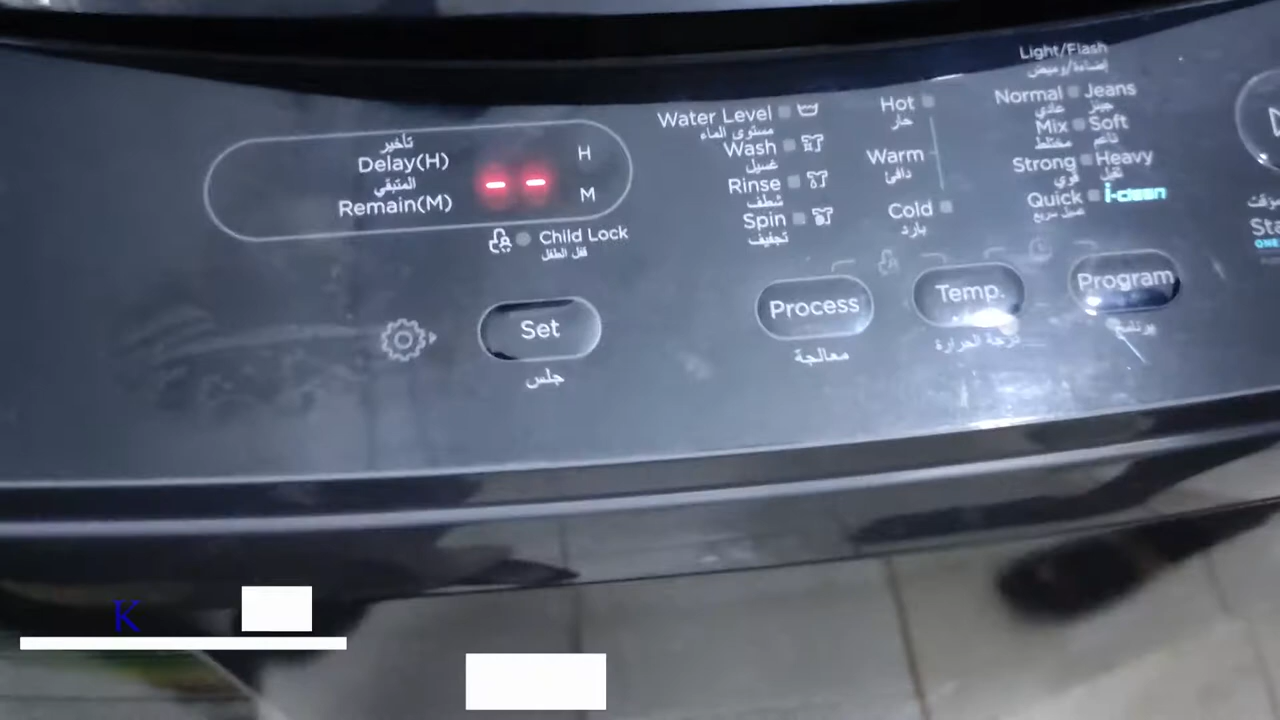 تأخير
Delay(H)
المتبقي
Remain(M)
--
H
M
Child Lock
قفل الطفل
Set
جلس
Water Level
مستوى الماء
Wash
غسيل
Rinse
شطف
Spin
تجفيف
Process
معالجة
Hot
حار
Warm
دافئ
Cold
بارد
Temp.
درجة الحرارة
Light/Flash
إضاءة/وميض
Normal Jeans
عادي جينز
Mix Soft
مختلط ناعم
Strong Heavy
قوي ثقيل
Quick i-clean
غسيل سريع
Program
برنامج
K